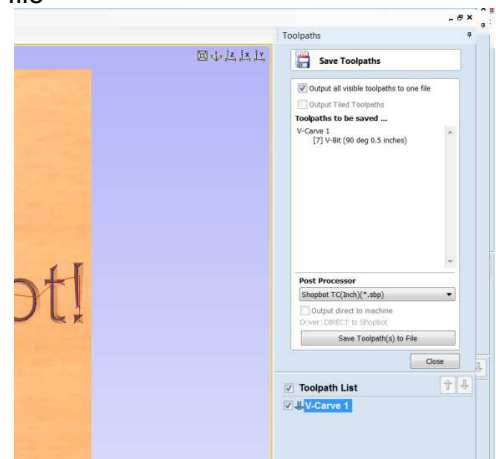 file
Toolpaths
Save Toolpaths
Output all visible toolpaths to one file
Output Tiled Toolpaths
Toolpaths to be saved ...
V-Carve 1
[7] V-Bit (90 deg 0.5 inches)
ot!
Post Processor
Shopbot TC(Inch)(*.sbp)
Output direct to machine
Driver: DIRECT to ShopBot
Save Toolpath(s) to File
Close
Toolpath List
V-Carve 1